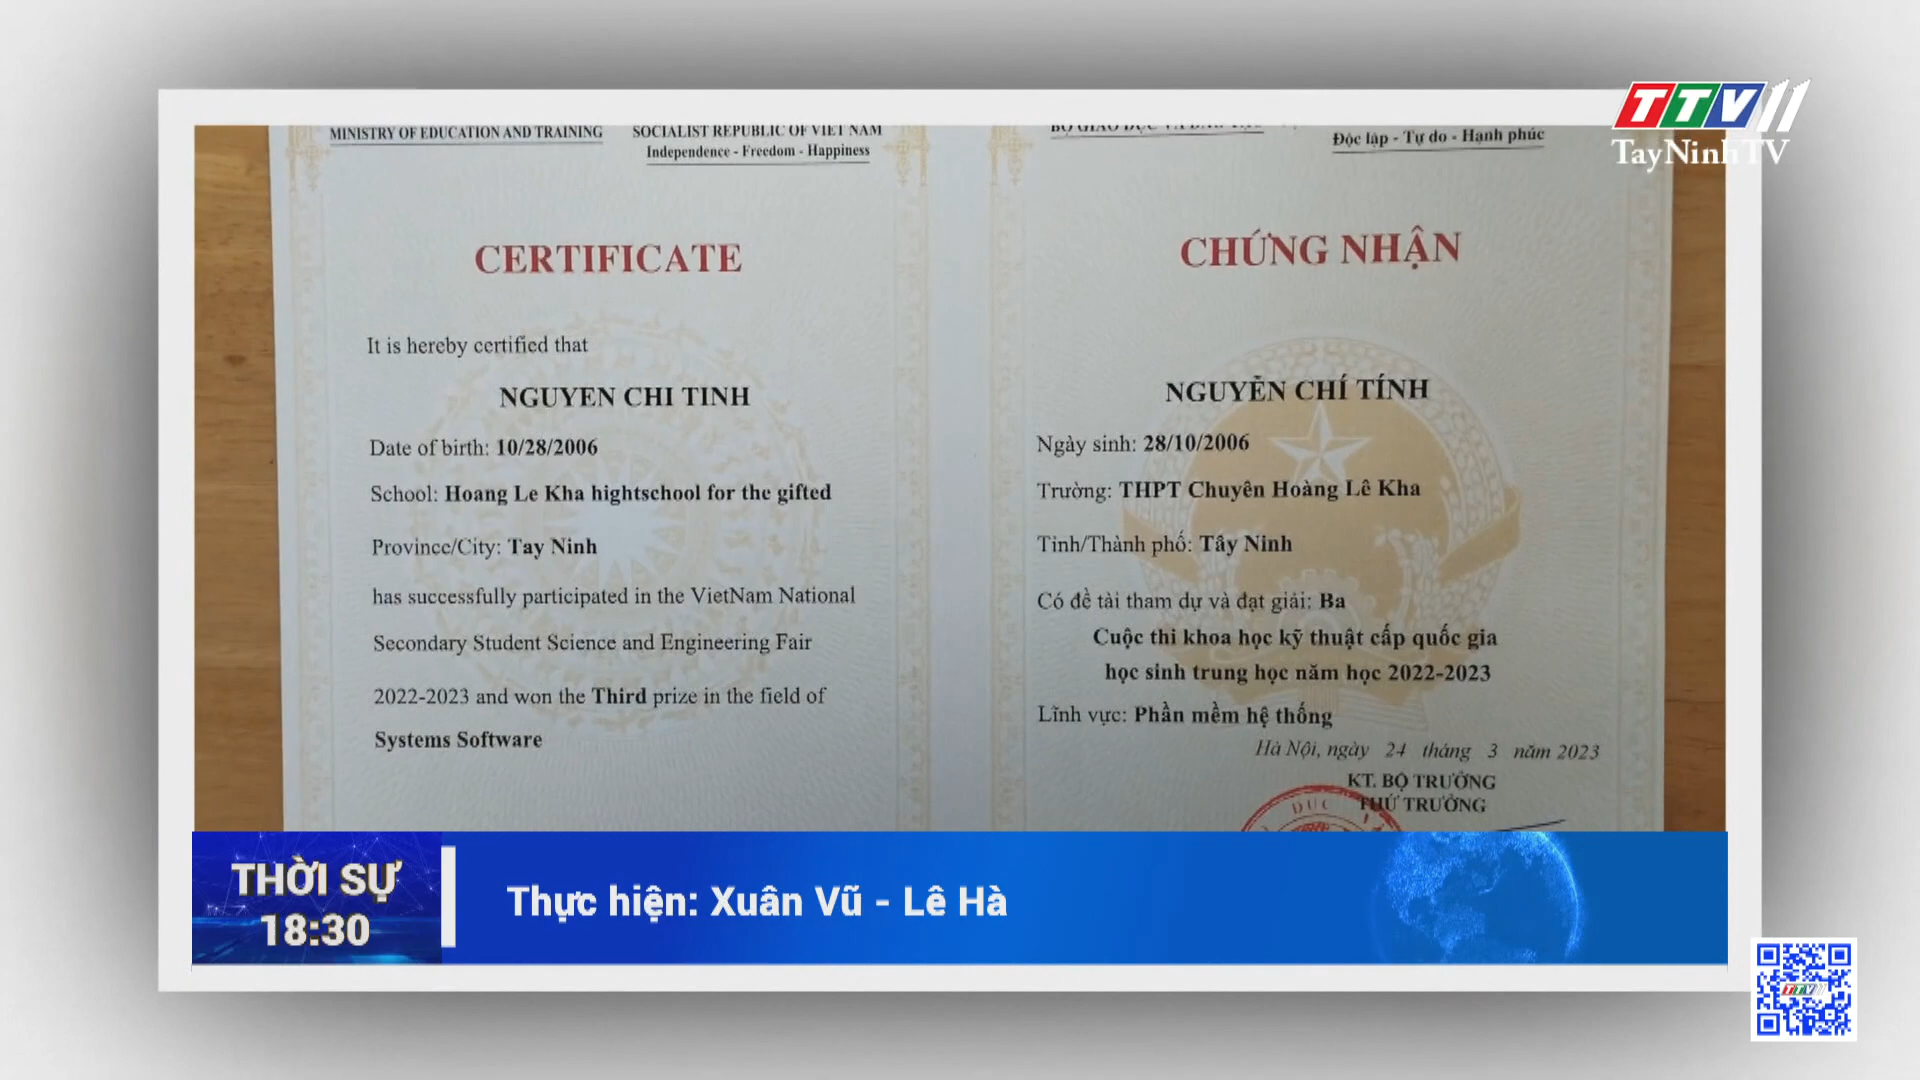 TTV11
TayNinhTV
MINISTRY OF EDUCATION AND TRAINING
SOCIALIST REPUBLIC OF VIET NAM
Independence - Freedom - Happiness
CERTIFICATE
It is hereby certified that
NGUYEN CHI TINH
Date of birth: 10/28/2006
School: Hoang Le Kha hightschool for the gifted
Province/City: Tay Ninh
has successfully participated in the VietNam National
Secondary Student Science and Engineering Fair
2022-2023 and won the Third prize in the field of
Systems Software
Độc lập - Tự do - Hạnh phúc
CHỨNG NHẬN
NGUYỄN CHÍ TÍNH
Ngày sinh: 28/10/2006
Trường: THPT Chuyên Hoàng Lê Kha
Tỉnh/Thành phố: Tây Ninh
Có đề tài tham dự và đạt giải: Ba
Cuộc thi khoa học kỹ thuật cấp quốc gia
học sinh trung học năm học 2022-2023
Lĩnh vực: Phần mềm hệ thống
Hà Nội, ngày 24 tháng 3 năm 2023
KT. BỘ TRƯỞNG
THỨ TRƯỞNG
THỜI SỰ
18:30
Thực hiện: Xuân Vũ - Lê Hà
TTV11